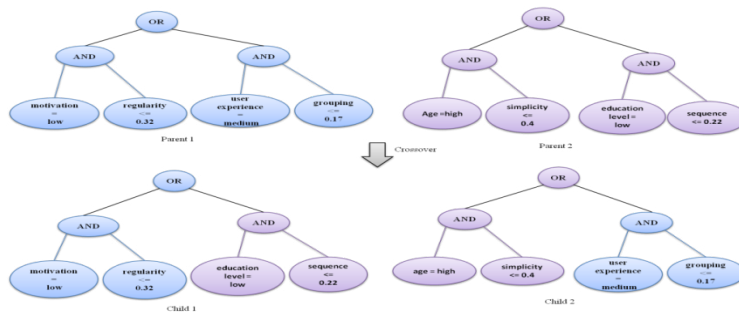 OR
AND
AND
motivation
=
low
regularity
<=
0.32
user
experience
=
medium
grouping
<=
0.17
Parent 1
OR
AND
AND
Age =high
simplicity
<=
0.4
education
level =
low
sequence
<= 0.22
Parent 2
Crossover
OR
AND
AND
motivation
=
low
regularity
<=
0.32
education
level =
low
sequence
<=
0.22
Child 1
OR
AND
AND
age = high
simplicity
<= 0.4
user
experience
=
medium
grouping
<=
0.17
Child 2